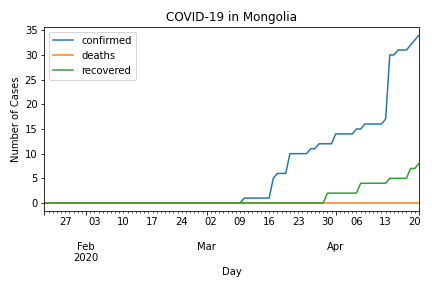 COVID-19 in Mongolia
confirmed
deaths
recovered
Number of Cases
35
30
25
20
15
10
5
0
27 03 10 17 24 02 09 16 23 30 06 13 20
Feb Mar Apr
2020
Day